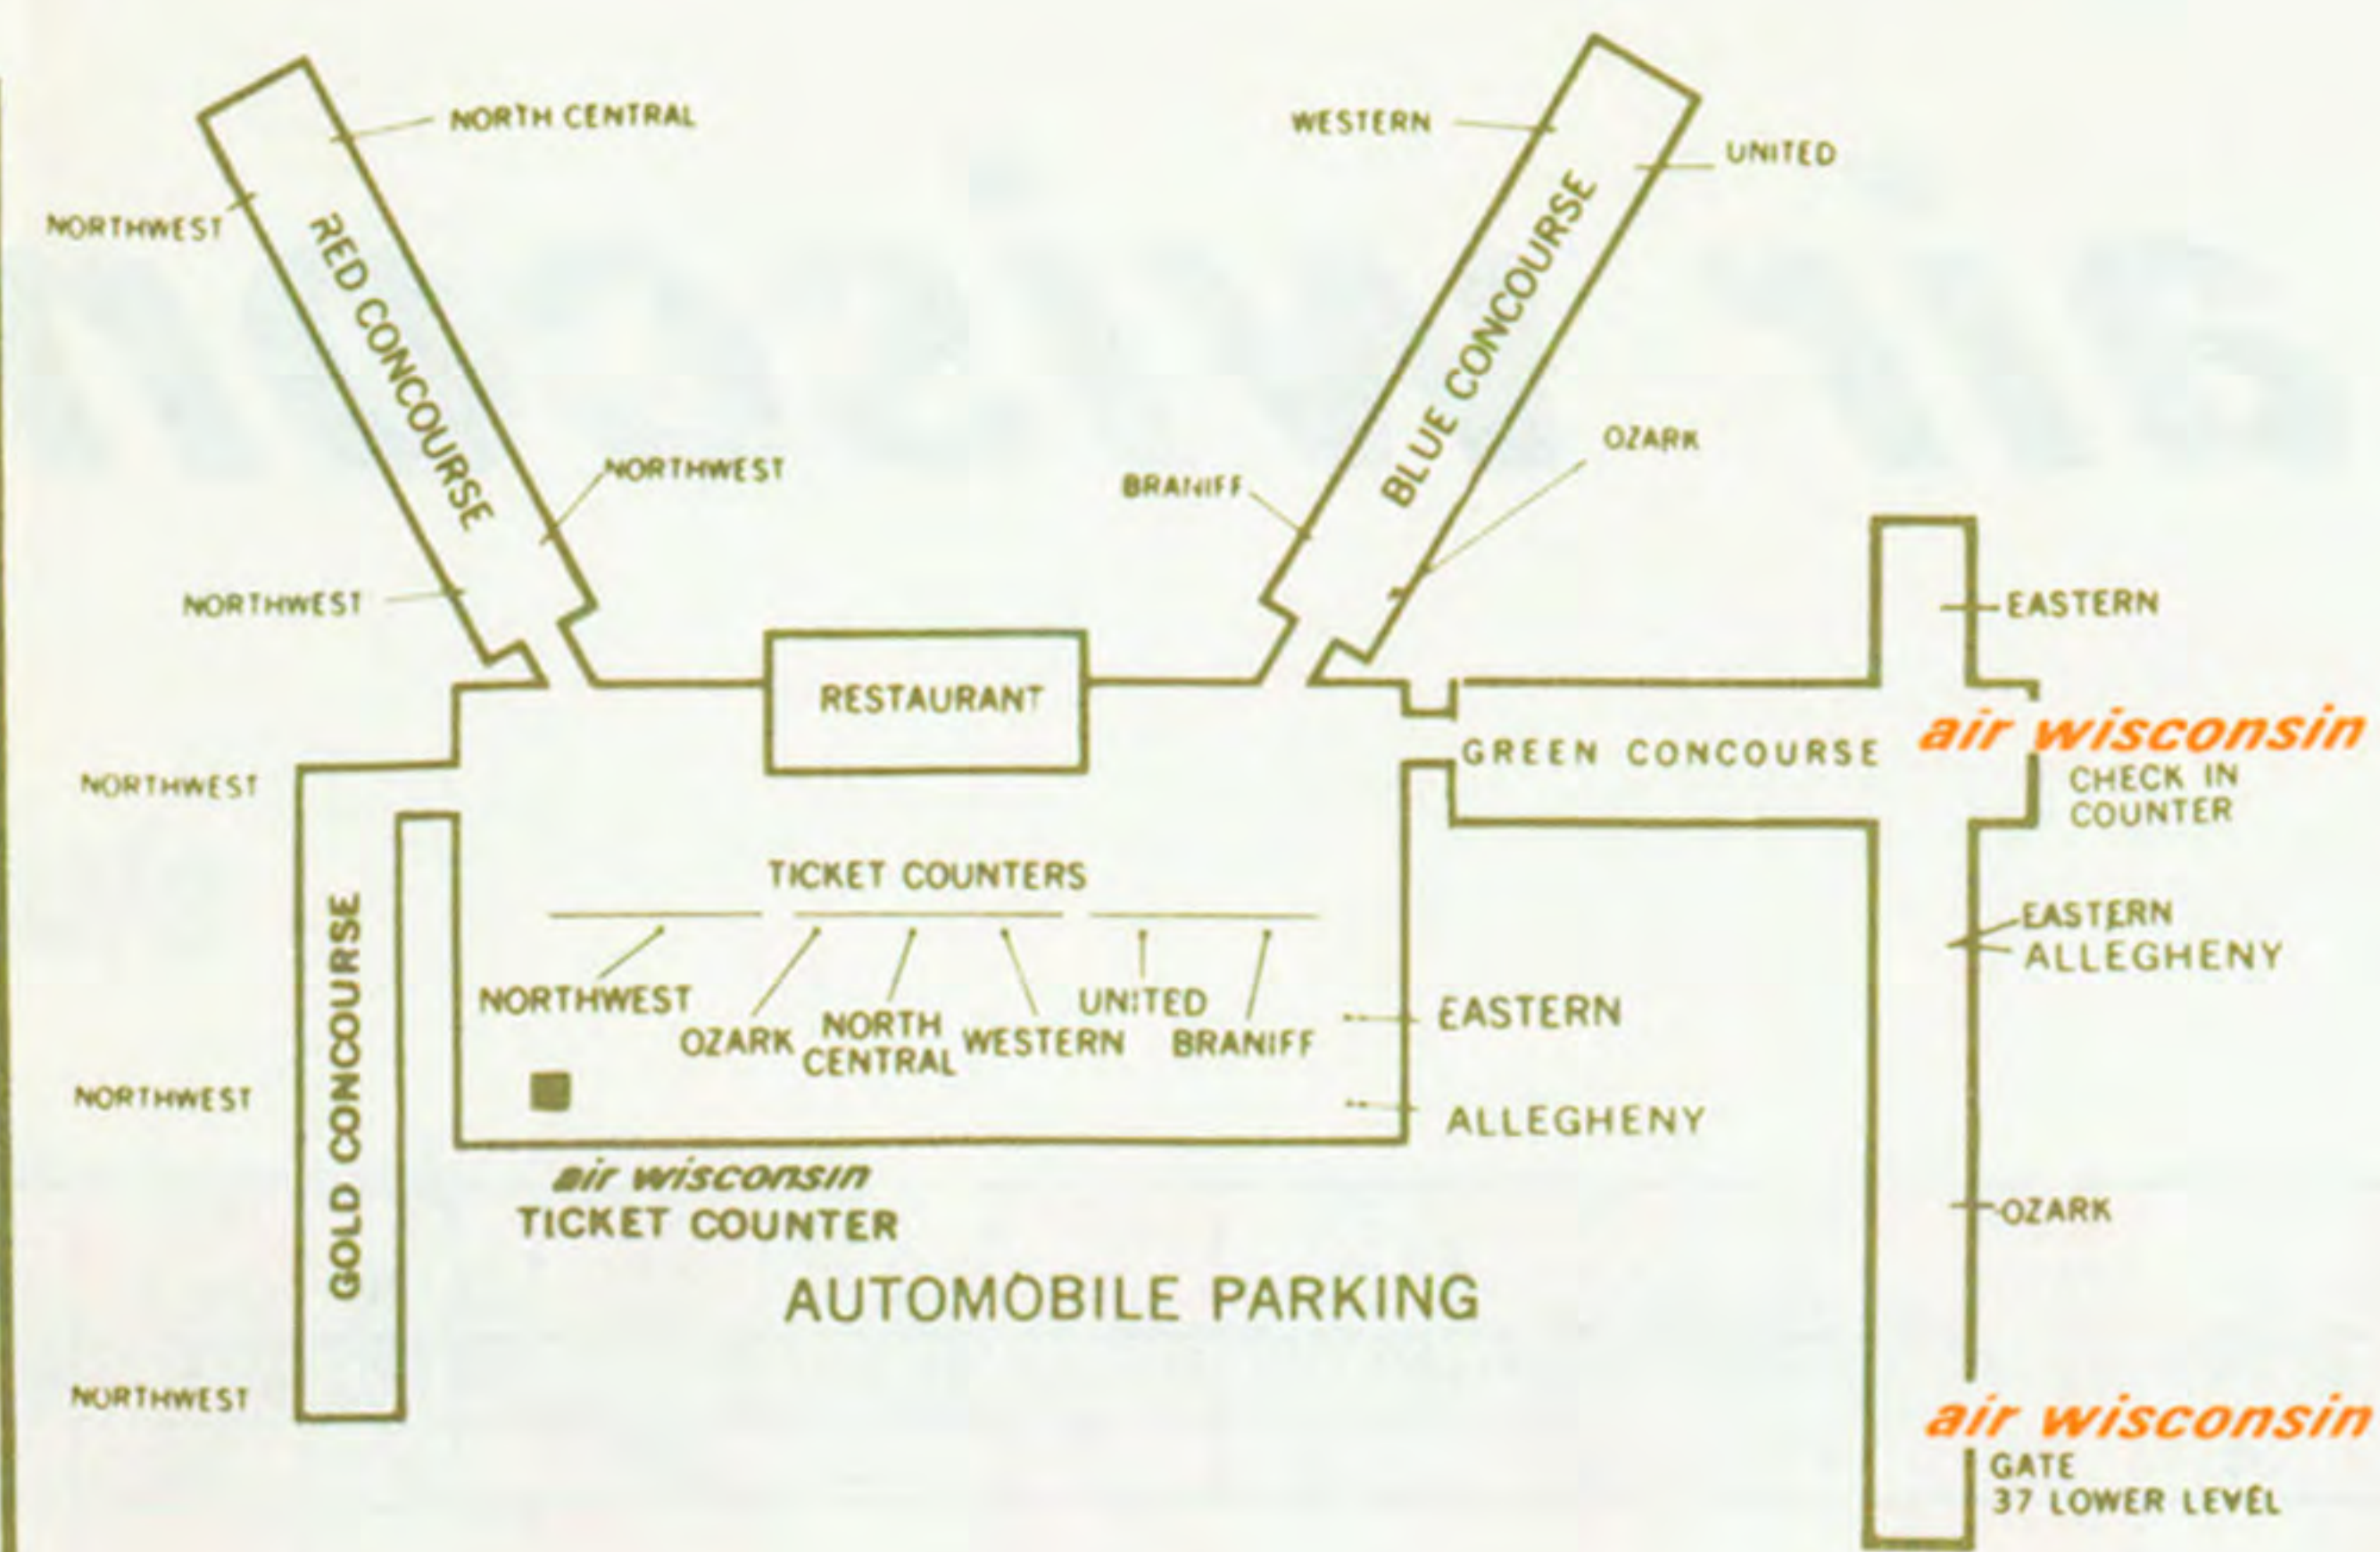 NORTH CENTRAL
WESTERN
UNITED
NORTHWEST
RED CONCOURSE
BLUE CONCOURSE
OZARK
NORTHWEST
BRANIFF
NORTHWEST
EASTERN
RESTAURANT
air wisconsin
GREEN CONCOURSE
CHECK IN
COUNTER
NORTHWEST
TICKET COUNTERS
EASTERN
ALLEGHENY
GOLD CONCOURSE
NORTHWEST
OZARK
NORTH
CENTRAL
WESTERN
UNITED
BRANIFF
EASTERN
NORTHWEST
ALLEGHENY
air wisconsin
TICKET COUNTER
OZARK
AUTOMOBILE PARKING
NORTHWEST
air wisconsin
GATE
37 LOWER LEVEL